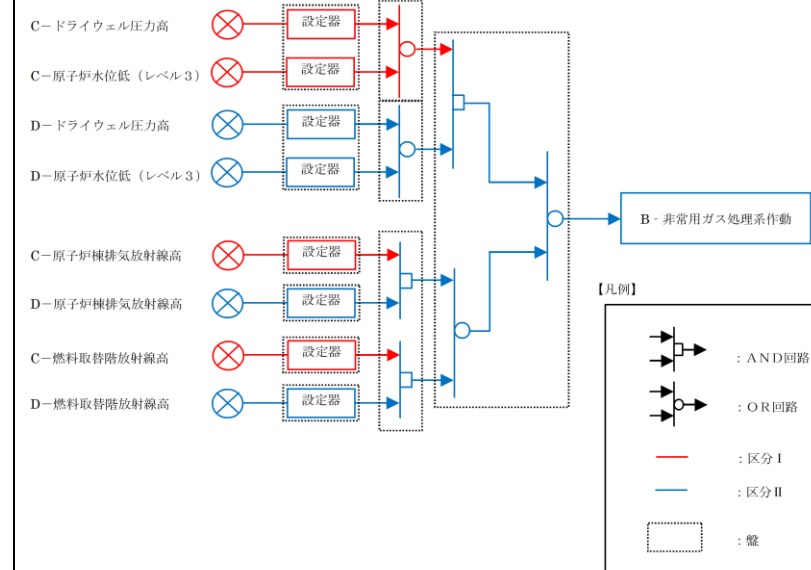 C－ドライウェル圧力高
設定器
C－原子炉水位低（レベル３）
設定器
D－ドライウェル圧力高
設定器
D－原子炉水位低（レベル３）
設定器
B - 非常用ガス処理系作動
C－原子炉棟排気放射線高
設定器
D－原子炉棟排気放射線高
設定器
C－燃料取替階放射線高
設定器
D－燃料取替階放射線高
設定器
【凡例】
：ＡＮＤ回路
：ＯＲ回路
：区分Ⅰ
：区分Ⅱ
：盤